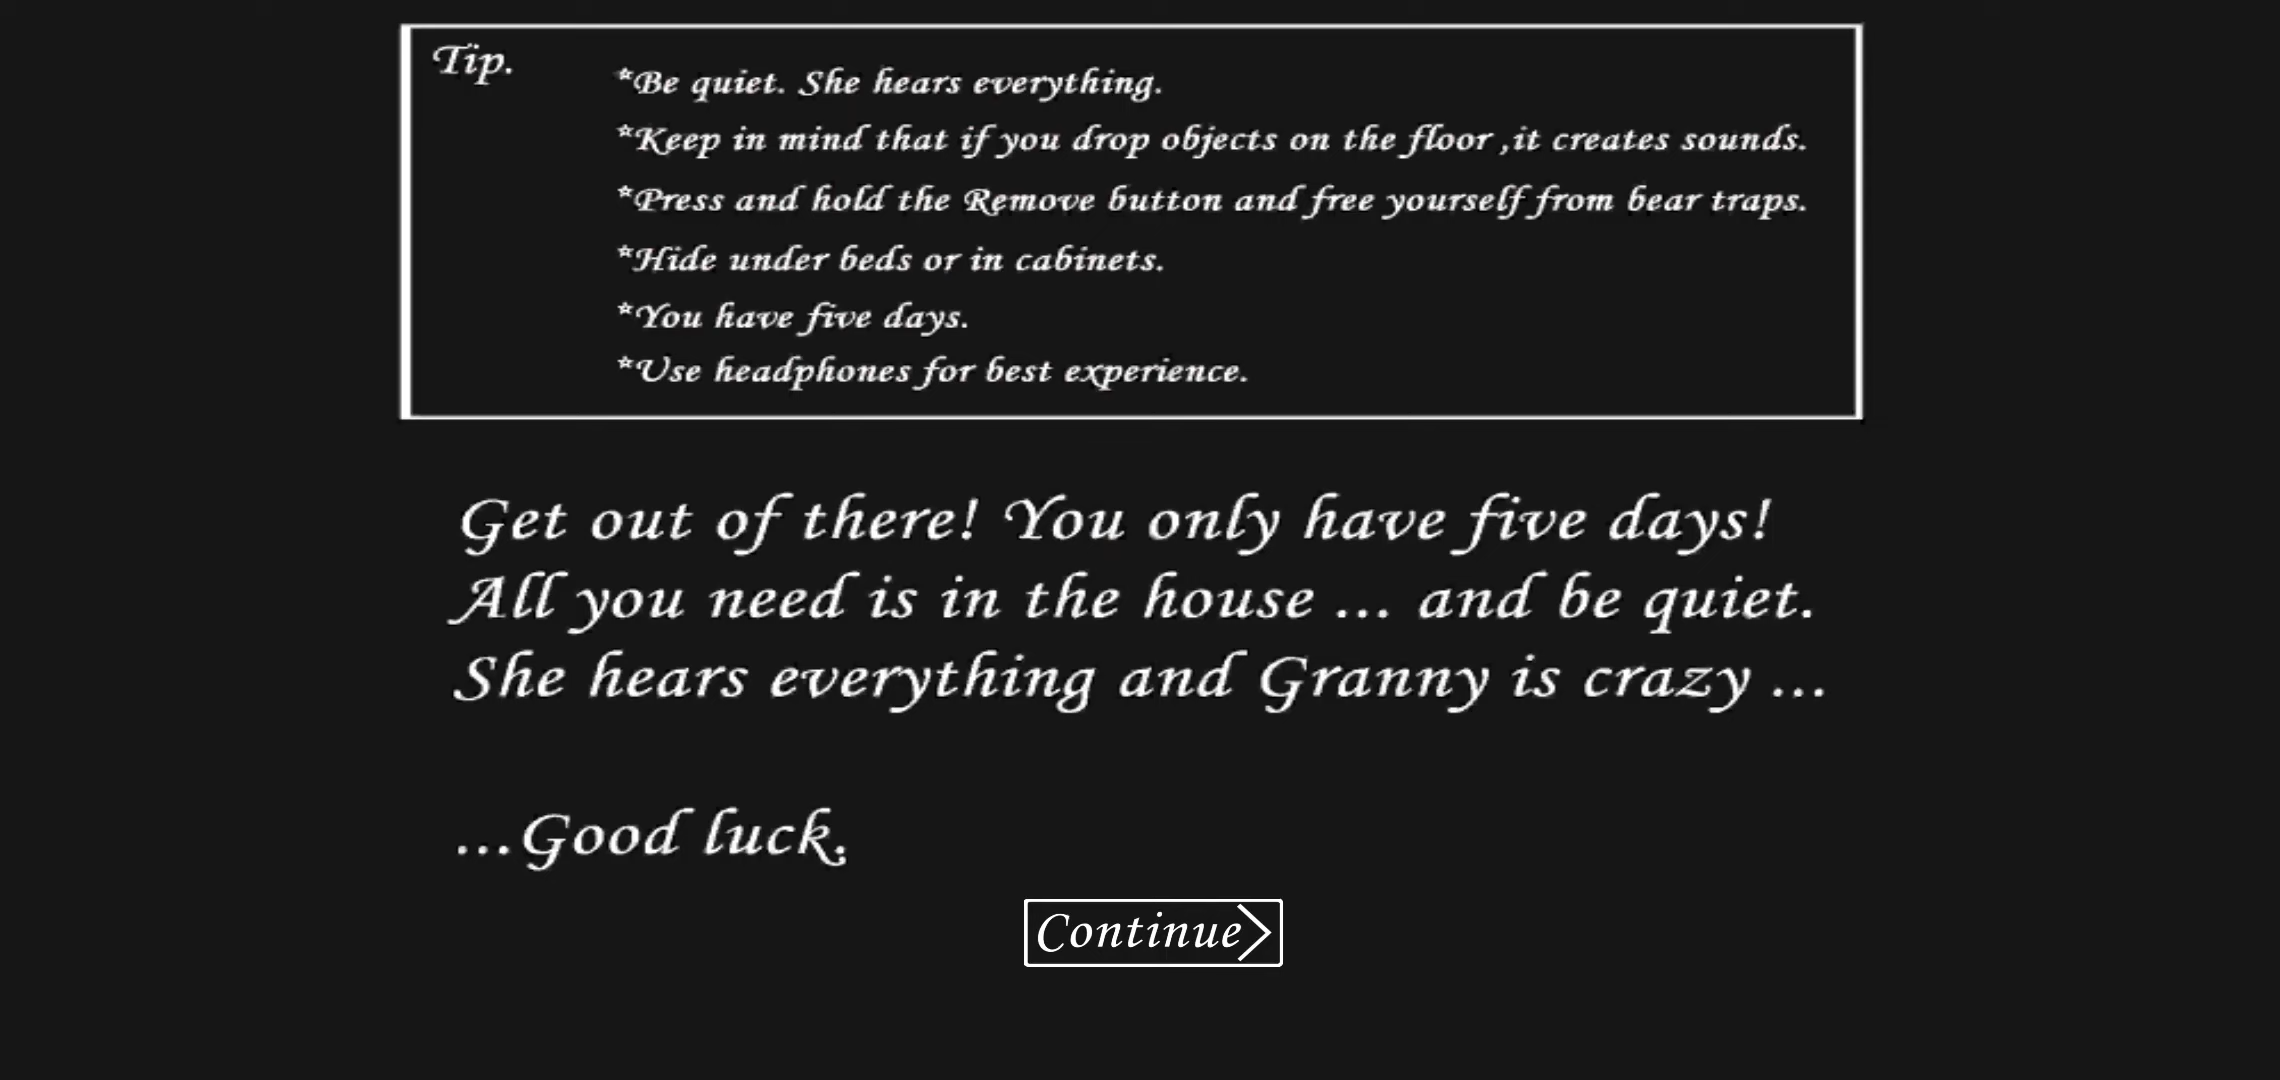 Tip.
*Be quiet. She hears everything.
*Keep in mind that if you drop objects on the floor ,it creates sounds.
*Press and hold the Remove button and free yourself from bear traps.
*Hide under beds or in cabinets.
*You have five days.
*Use headphones for best experience.
Get out of there! You only have five days!
All you need is in the house ... and be quiet.
She hears everything and Granny is crazy ...
...Good luck.
Continue>